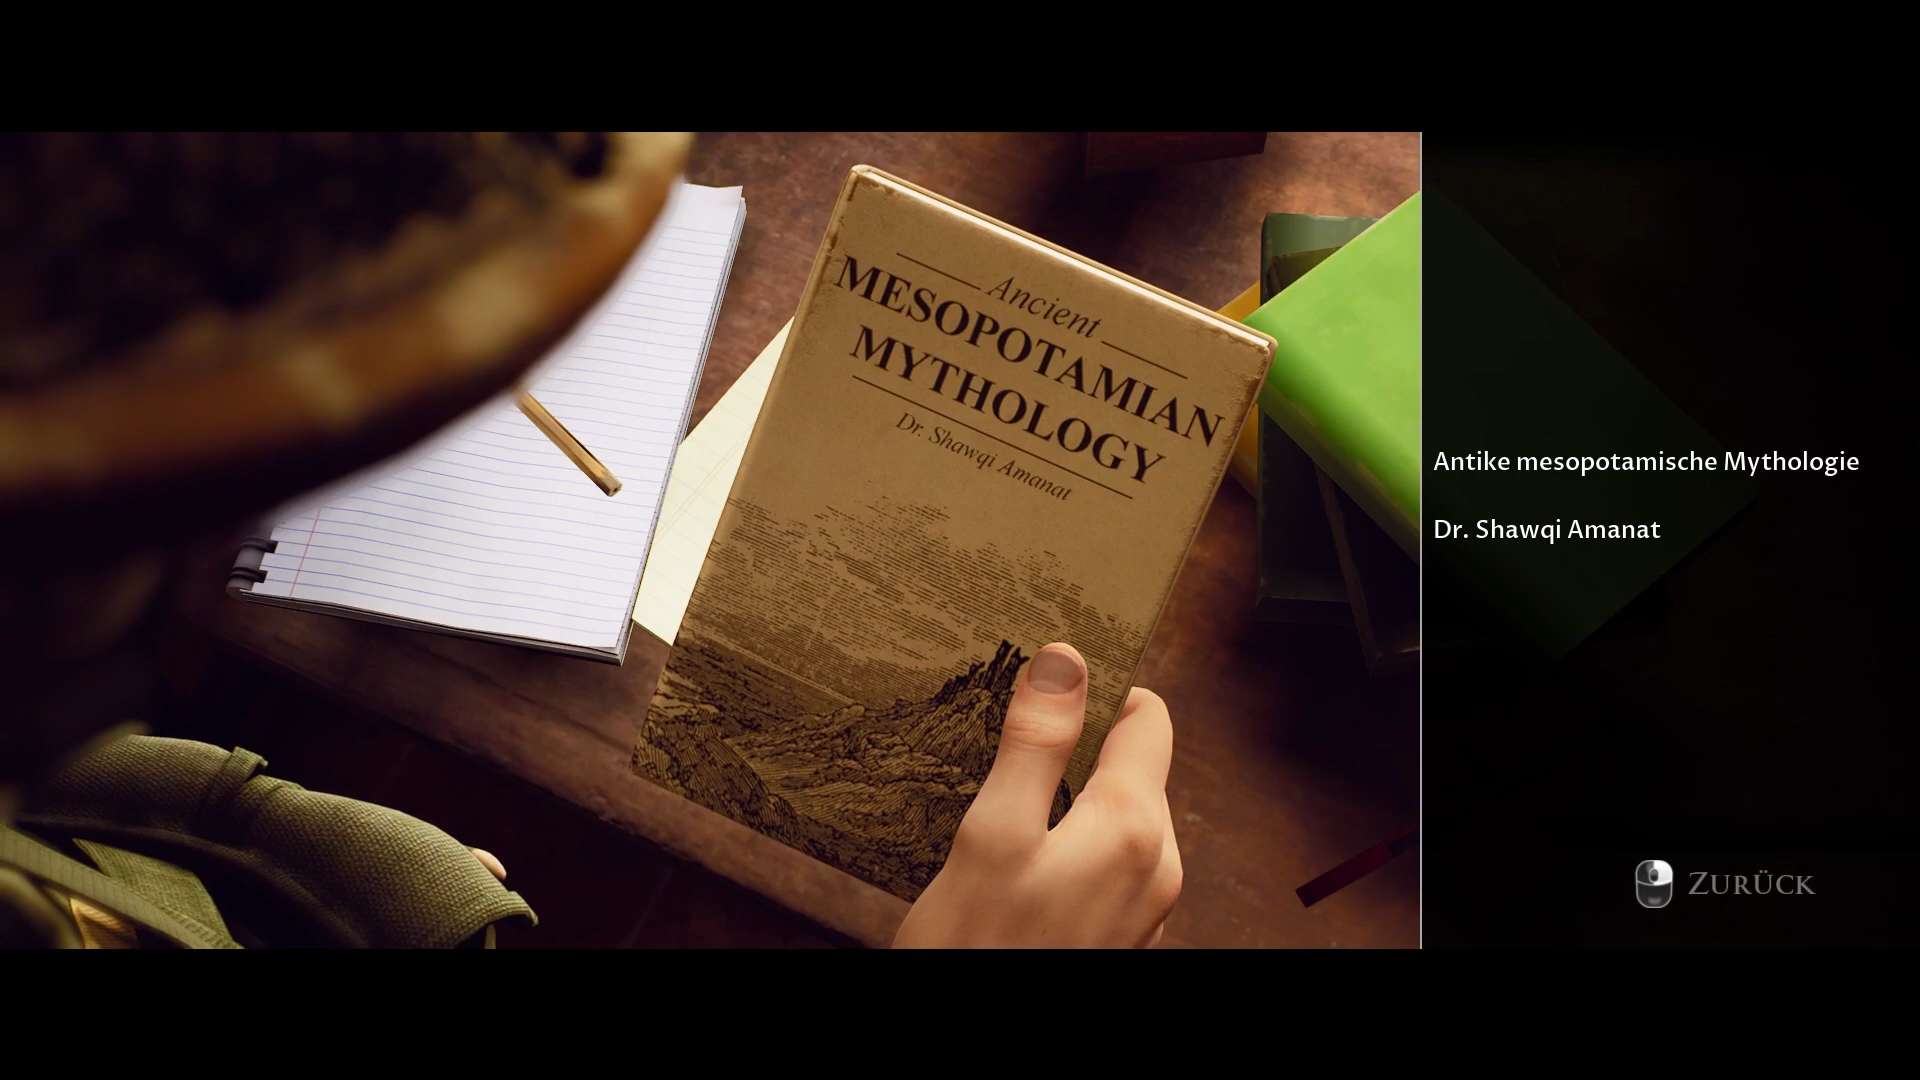 Ancient
MESOPOTAMIAN
MYTHOLOGY
Dr. Shawqi Amanat
Antike mesopotamische Mythologie
Dr. Shawqi Amanat
ZURÜCK